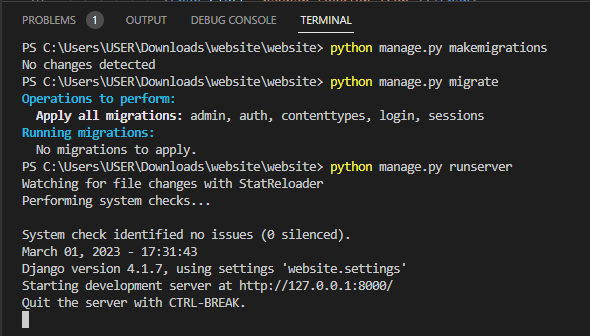 PROBLEMS 1 OUTPUT DEBUG CONSOLE TERMINAL
PS C:\Users\USER\Downloads\website\website> python manage.py makemigrations
No changes detected
PS C:\Users\USER\Downloads\website\website> python manage.py migrate
Operations to perform:
  Apply all migrations: admin, auth, contenttypes, login, sessions
Running migrations:
  No migrations to apply.
PS C:\Users\USER\Downloads\website\website> python manage.py runserver
Watching for file changes with StatReloader
Performing system checks...

System check identified no issues (0 silenced).
March 01, 2023 - 17:31:43
Django version 4.1.7, using settings 'website.settings'
Starting development server at http://127.0.0.1:8000/
Quit the server with CTRL-BREAK.